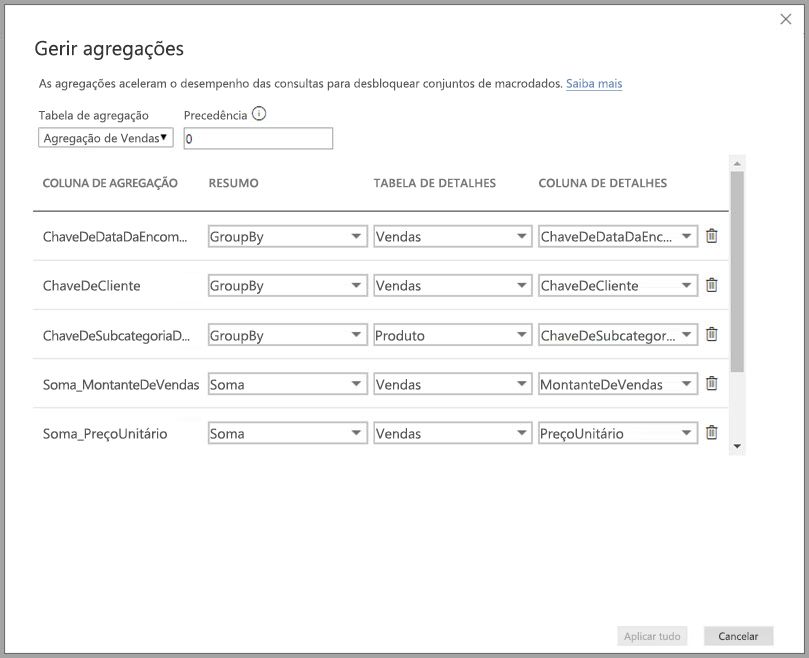 Gerir agregações
As agregações aceleram o desempenho das consultas para desbloquear conjuntos de macrodados. Saiba mais
Tabela de agregação Precedência
Agregação de Vendas 0
COLUNA DE AGREGAÇÃO RESUMO TABELA DE DETALHES COLUNA DE DETALHES
ChaveDeDataDaEncom... GroupBy Vendas ChaveDeDataDaEnc...
ChaveDeCliente GroupBy Vendas ChaveDeCliente
ChaveDeSubcategoriaD... GroupBy Produto ChaveDeSubcategor...
Soma_MontanteDeVendas Soma Vendas MontanteDeVendas
Soma_PreçoUnitário Soma Vendas PreçoUnitário
Aplicar tudo Cancelar